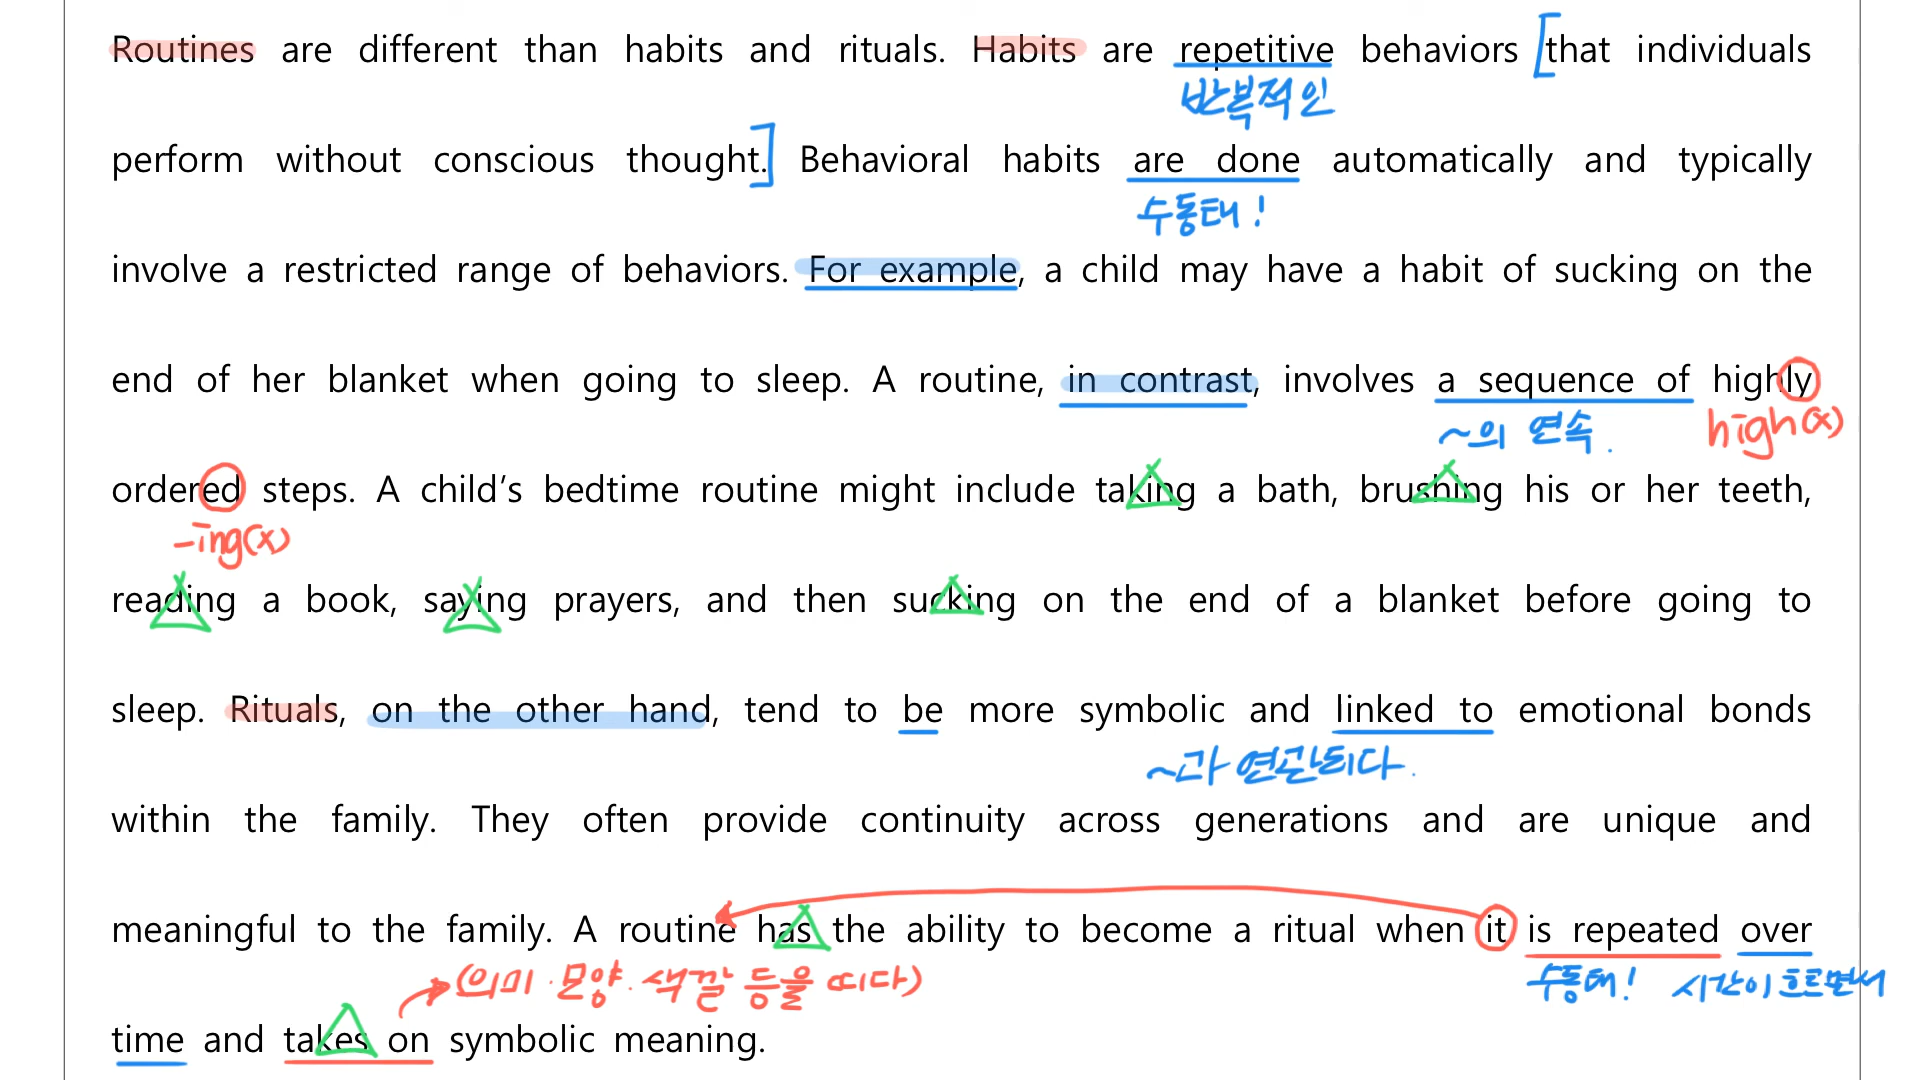 Routines are different than habits and rituals. Habits are repetitive behaviors [that individuals
반복적인
perform without conscious thought.] Behavioral habits are done automatically and typically
수동태!
involve a restricted range of behaviors. For example, a child may have a habit of sucking on the
end of her blanket when going to sleep. A routine, in contrast, involves a sequence of highly
~의 연속. high(x)
ordered steps. A child’s bedtime routine might include taking a bath, brushing his or her teeth,
-ing(x)
reading a book, saying prayers, and then sucking on the end of a blanket before going to
sleep. Rituals, on the other hand, tend to be more symbolic and linked to emotional bonds
~과 연관되다.
within the family. They often provide continuity across generations and are unique and
meaningful to the family. A routine has the ability to become a ritual when it is repeated over
(의미·모양·색깔 등을 띠다) 수동태! 시간이 흐르면서
time and takes on symbolic meaning.